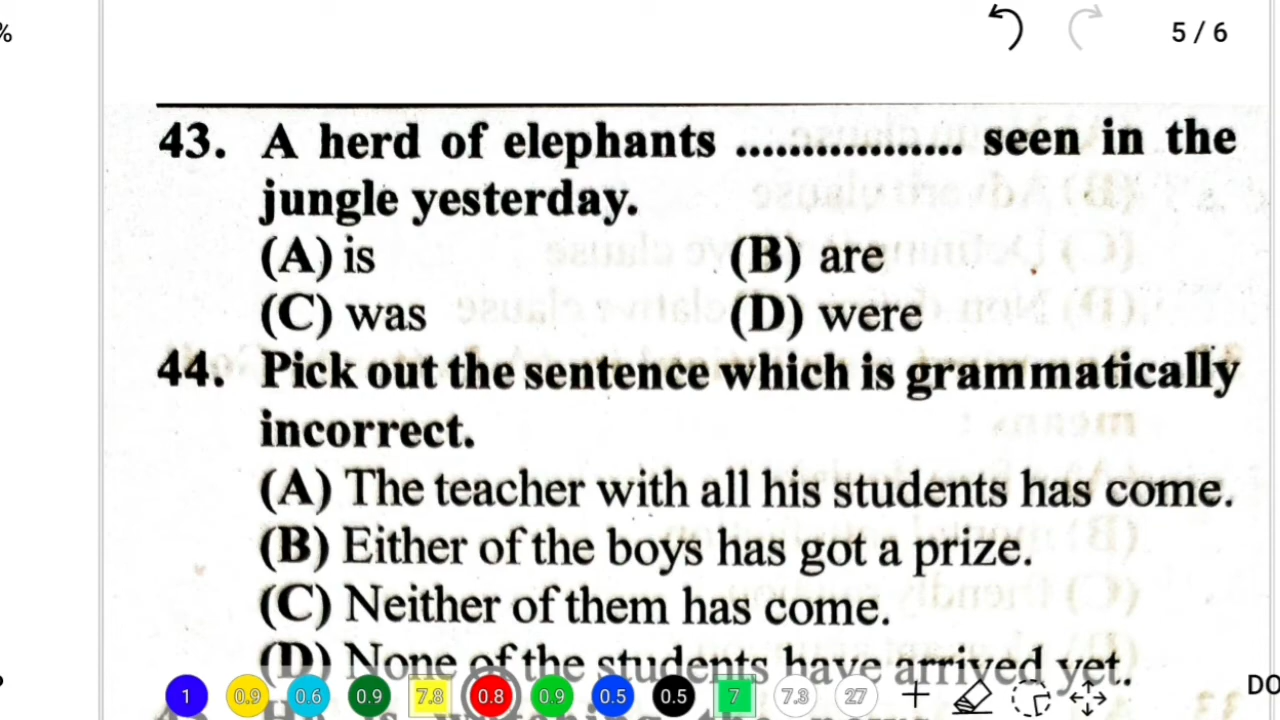 %
5 / 6
43. A herd of elephants ................. seen in the
jungle yesterday.
(A) is (B) are
(C) was (D) were
44. Pick out the sentence which is grammatically
incorrect.
(A) The teacher with all his students has come.
(B) Either of the boys has got a prize.
(C) Neither of them has come.
(D) None of the students have arrived yet.
DO
1 0.9 0.6 0.9 7.8 0.8 0.9 0.5 0.5 7 7.3 27